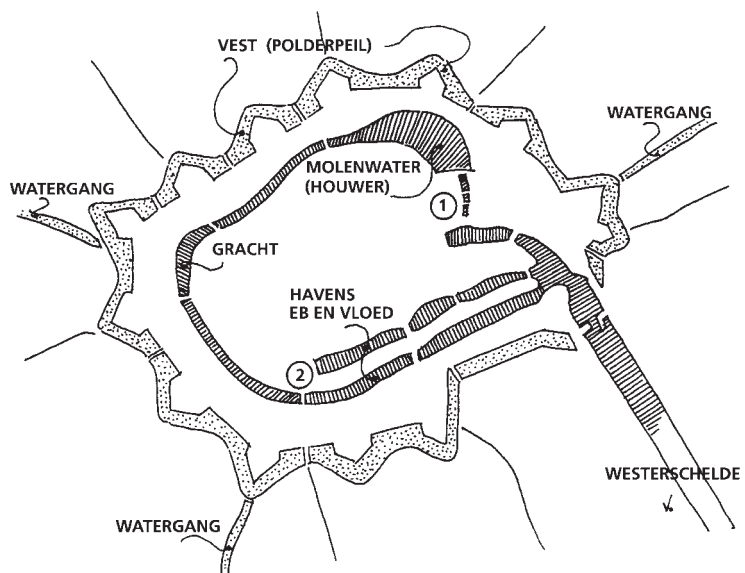 VEST (POLDERPEIL)
WATERGANG
MOLENWATER
(HOUWER)
WATERGANG
1
GRACHT
HAVENS
EB EN VLOED
2
WESTERSCHELDE
WATERGANG